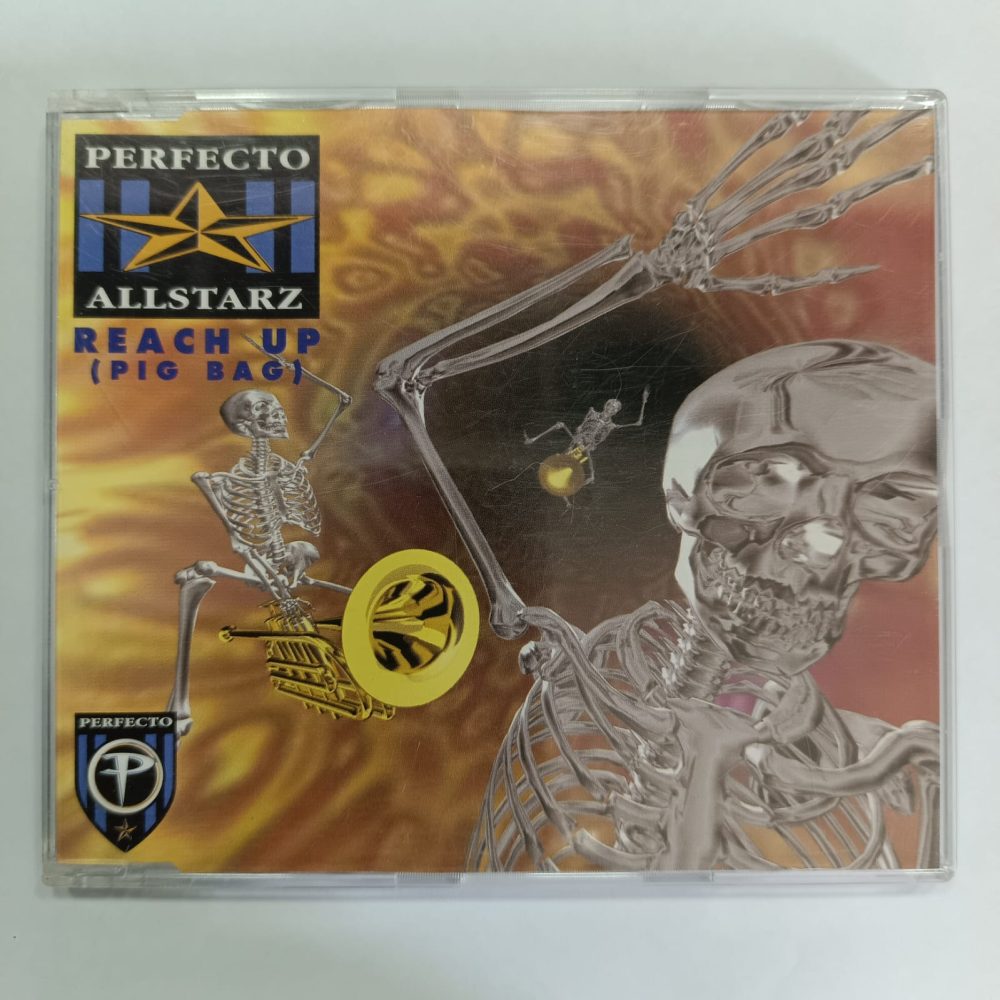 PERFECTO
ALLSTARZ
REACH UP
(PIG BAG)
PERFECTO
P